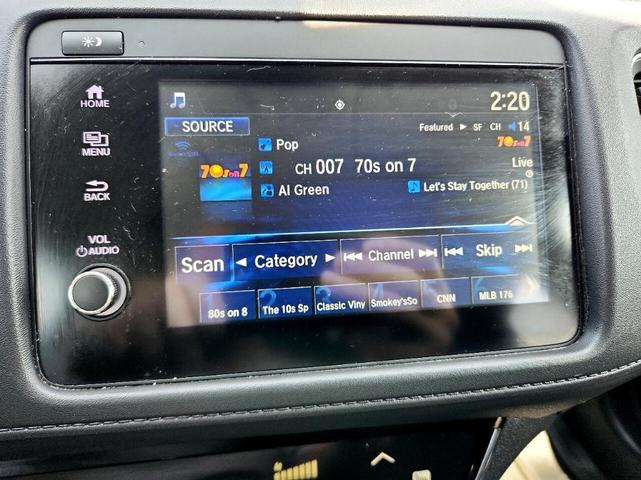 HOME
MENU
BACK
VOL
AUDIO
2:20
SOURCE
Featured ▶ SF CH 14
Pop
70s on 7
70s on 7
CH 007 70s on 7
Live
Al Green
Let's Stay Together (71)
Scan
◀ Category ▶
Channel
Skip
80s on 8
2
The 10s Sp
3
Classic Viny
Smokey'sSo
CNN
MLB 176